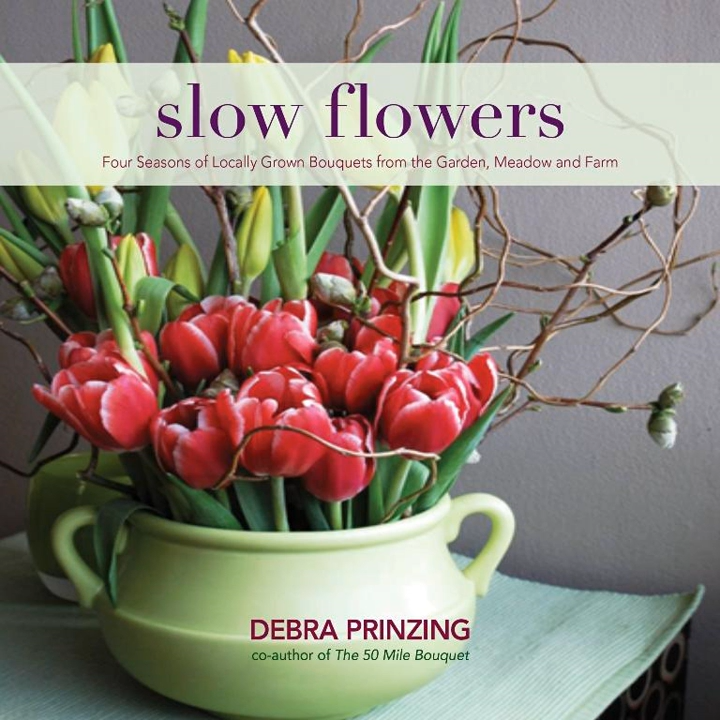 slow flowers
Four Seasons of Locally Grown Bouquets from the Garden, Meadow and Farm
DEBRA PRINZING
co-author of The 50 Mile Bouquet